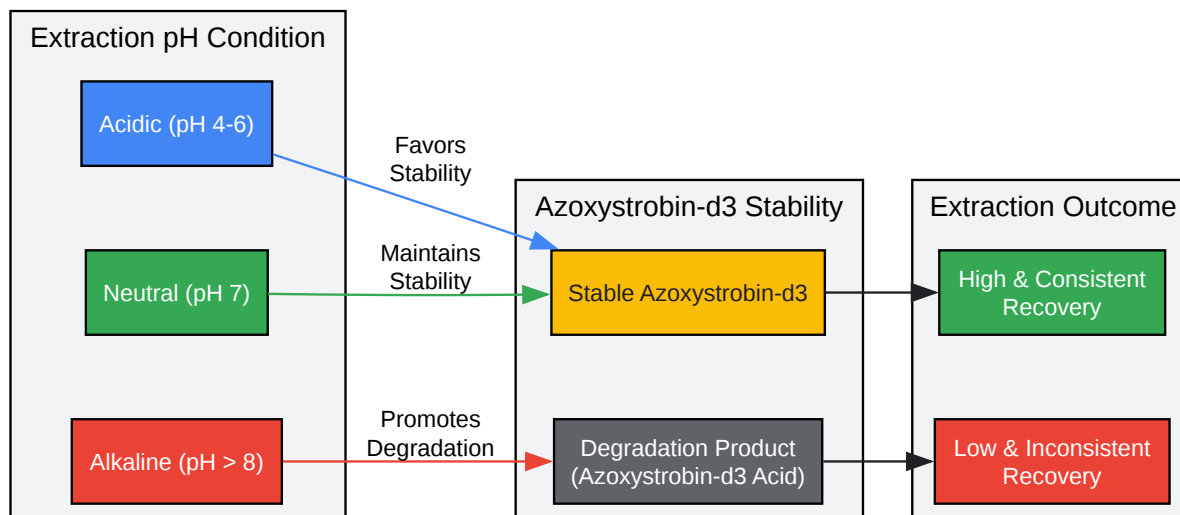 Extraction pH Condition
Acidic (pH 4-6)
Neutral (pH 7)
Alkaline (pH > 8)
Favors
Stability
Maintains
Stability
Promotes
Degradation
Azoxystrobin-d3 Stability
Stable Azoxystrobin-d3
Degradation Product
(Azoxystrobin-d3 Acid)
Extraction Outcome
High & Consistent
Recovery
Low & Inconsistent
Recovery